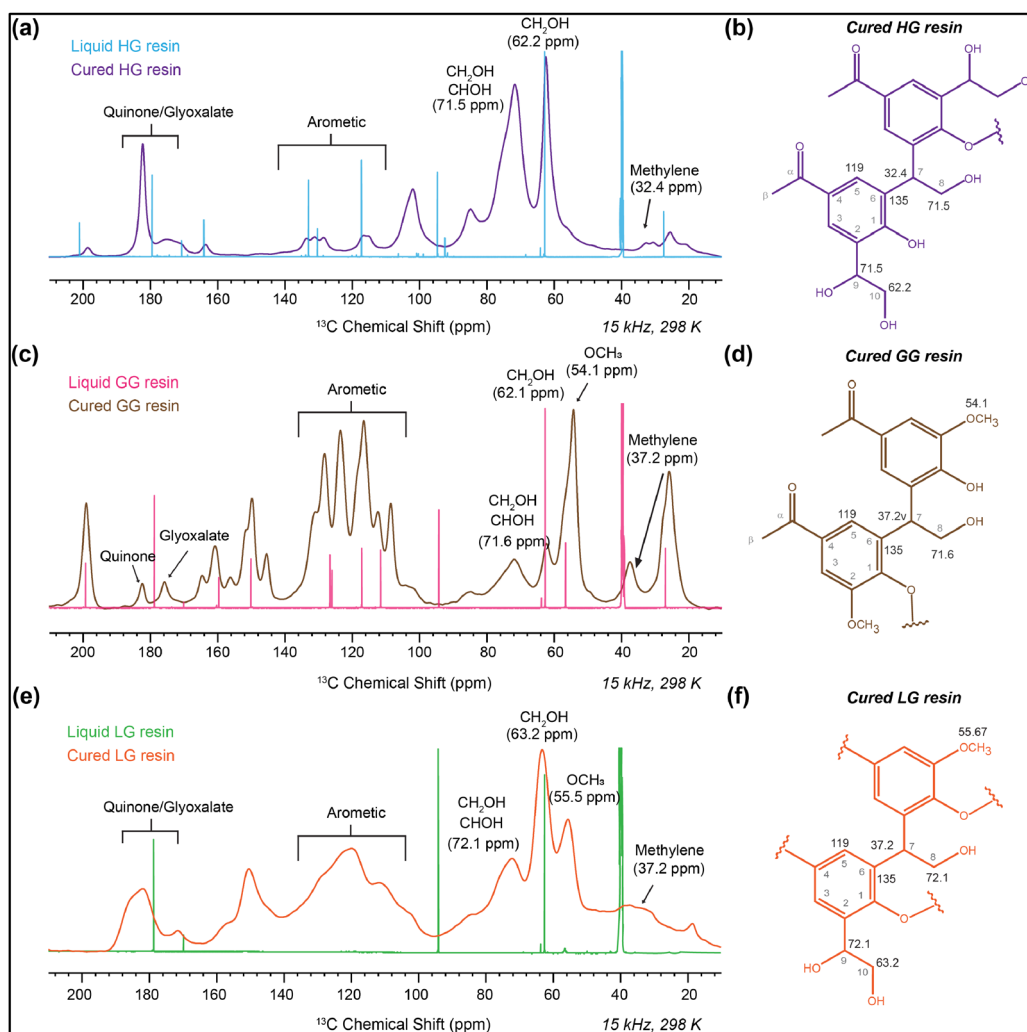 (a)
Liquid HG resin
Cured HG resin
Quinone/Glyoxalate
Arometic
CH₂OH
CHOH
(71.5 ppm)
CH₂OH
(62.2 ppm)
Methylene
(32.4 ppm)
200 180 160 140 120 100 80 60 40 20
¹³C Chemical Shift (ppm)
15 kHz, 298 K
(b)
Cured HG resin
O
OH
O
O
O
α
β
119
4
5
3
6
2
1
135
32.4
7
8
OH
71.5
OH
71.5
9
HO
10
62.2
OH
(c)
Liquid GG resin
Cured GG resin
Quinone
Glyoxalate
Arometic
CH₂OH
CHOH
(71.6 ppm)
CH₂OH
(62.1 ppm)
OCH₃
(54.1 ppm)
Methylene
(37.2 ppm)
200 180 160 140 120 100 80 60 40 20
¹³C Chemical Shift (ppm)
15 kHz, 298 K
(d)
Cured GG resin
O
54.1
OCH₃
OH
O
α
β
119
4
5
3
6
2
1
135
37.2v
7
8
OH
71.6
OCH₃
O
(e)
Liquid LG resin
Cured LG resin
Quinone/Glyoxalate
Arometic
CH₂OH
CHOH
(72.1 ppm)
CH₂OH
(63.2 ppm)
OCH₃
(55.5 ppm)
Methylene
(37.2 ppm)
200 180 160 140 120 100 80 60 40 20
¹³C Chemical Shift (ppm)
15 kHz, 298 K
(f)
Cured LG resin
55.67
OCH₃
O
119
4
5
3
6
2
1
135
37.2
7
8
OH
72.1
O
72.1
9
HO
10
63.2
OH